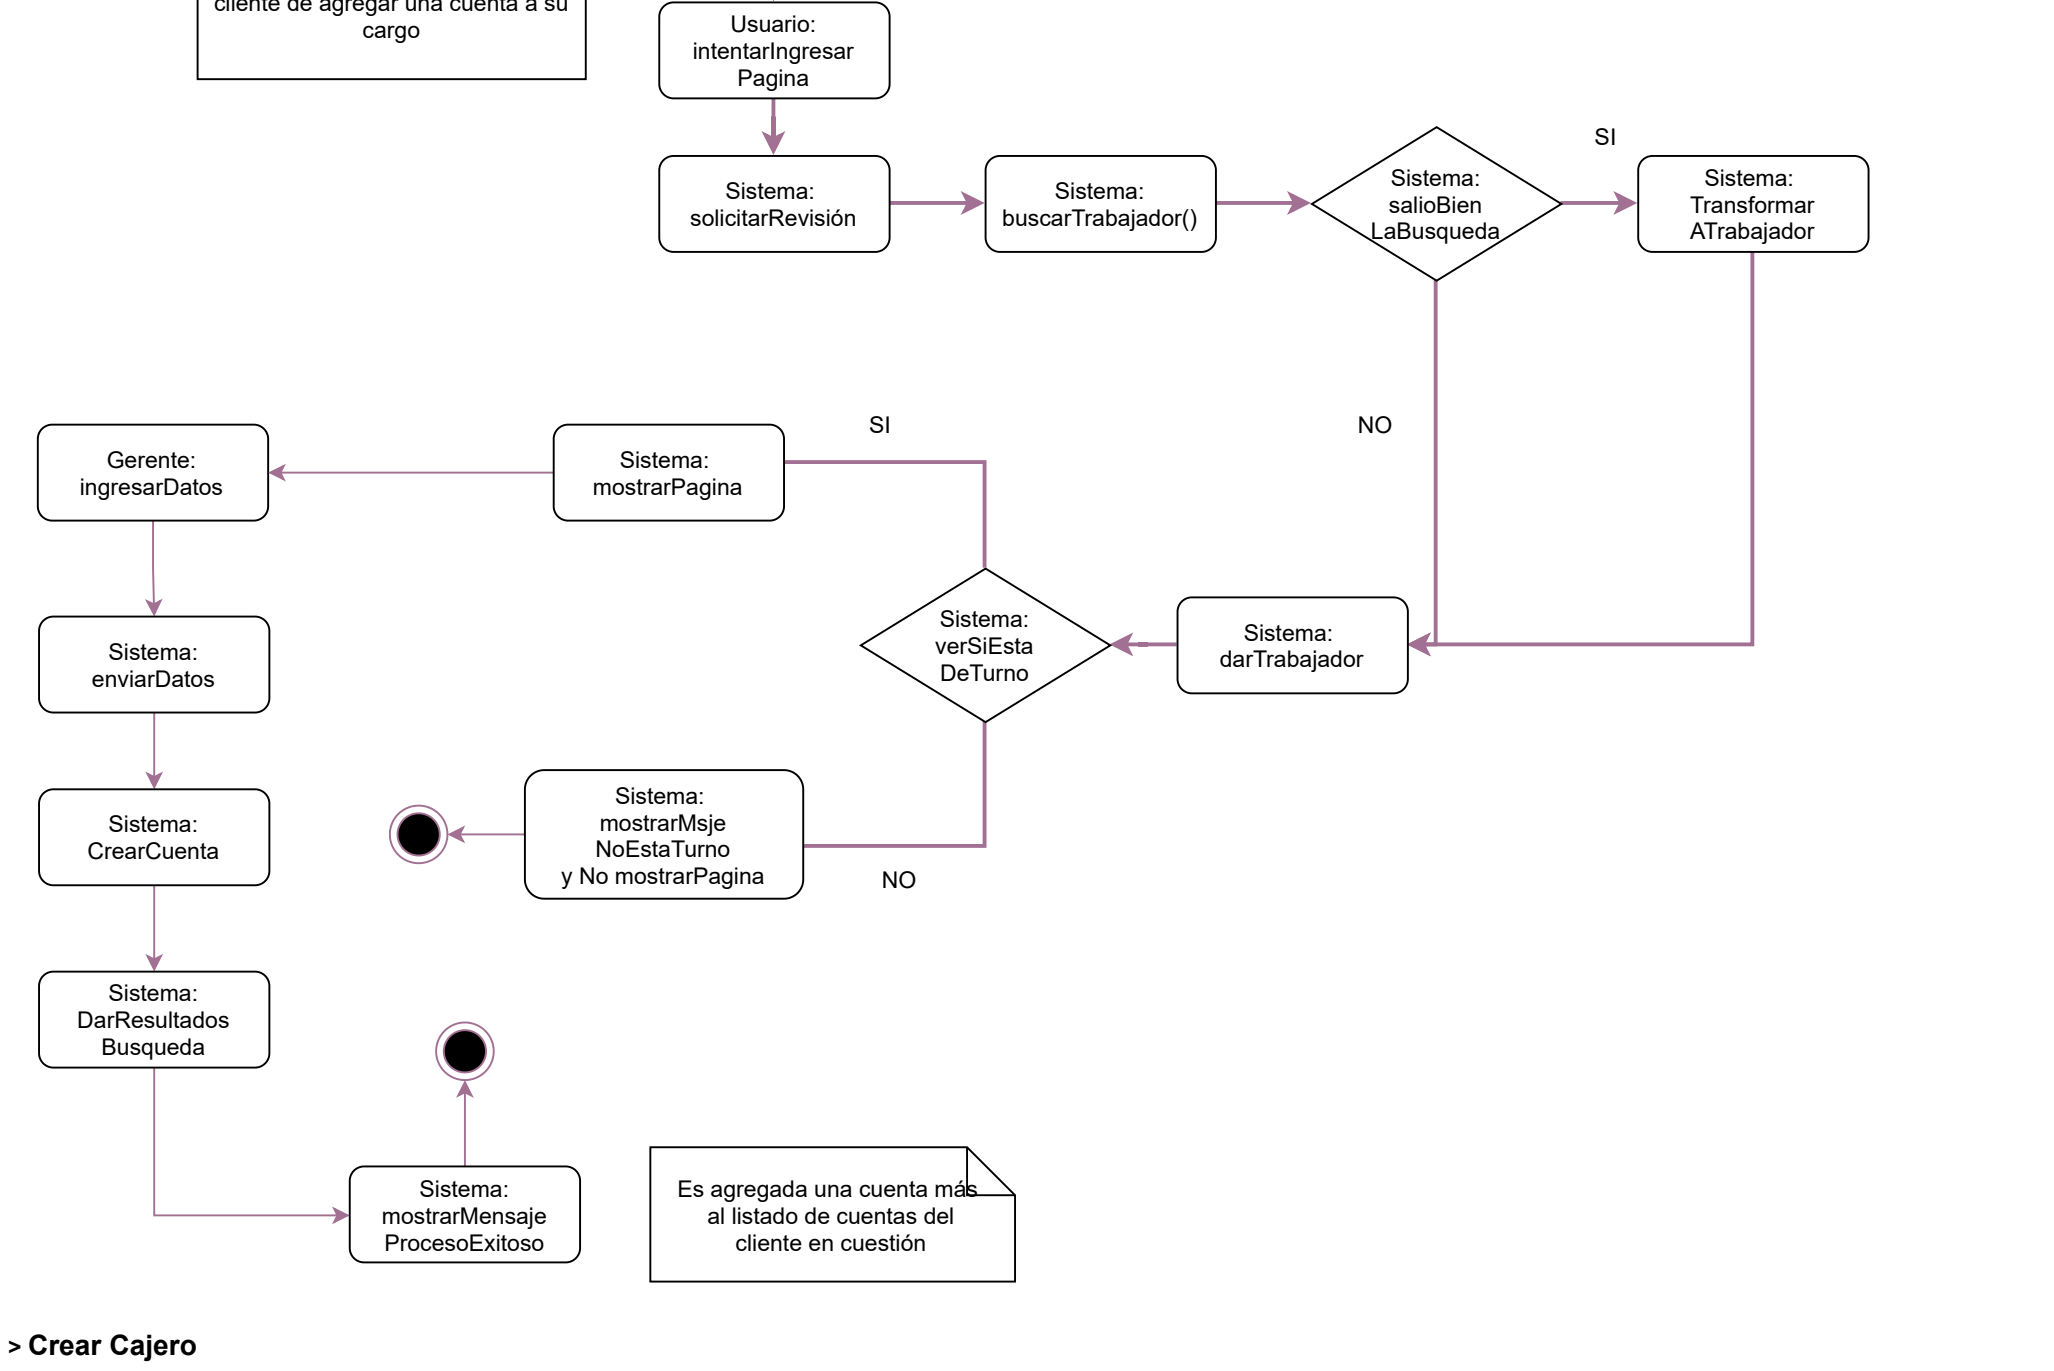 cliente de agregar una cuenta a su
cargo
Usuario:
intentarIngresar
Pagina
Sistema:
solicitarRevisión
Sistema:
buscarTrabajador()
Sistema:
salioBien
LaBusqueda
SI
Sistema:
Transformar
ATrabajador
NO
SI
Gerente:
ingresarDatos
Sistema:
mostrarPagina
Sistema:
verSiEsta
DeTurno
Sistema:
darTrabajador
Sistema:
enviarDatos
Sistema:
mostrarMsje
NoEstaTurno
y No mostrarPagina
NO
Sistema:
CrearCuenta
Sistema:
DarResultados
Busqueda
Sistema:
mostrarMensaje
ProcesoExitoso
Es agregada una cuenta más
al listado de cuentas del
cliente en cuestión
> Crear Cajero